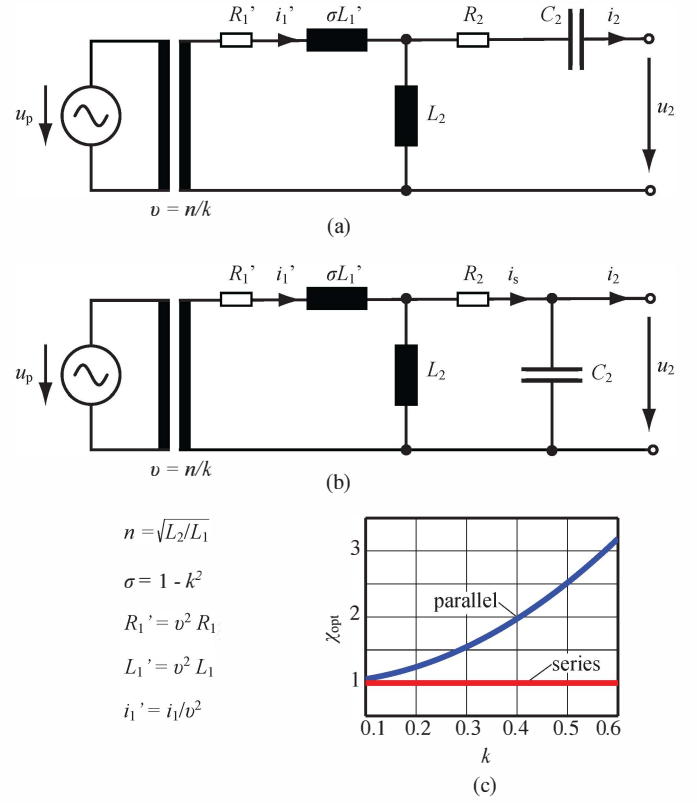 R₁’ i₁’ σL₁’ R₂ C₂ i₂
uₚ L₂ u₂
υ = n/k
(a)
R₁’ i₁’ σL₁’ R₂ iₛ i₂
uₚ L₂ C₂ u₂
υ = n/k
(b)
n = √L₂/L₁
σ = 1 - k²
R₁’ = υ² R₁
L₁’ = υ² L₁
i₁’ = i₁/υ²
3
2
1
χopt
parallel
series
0.1 0.2 0.3 0.4 0.5 0.6
k
(c)